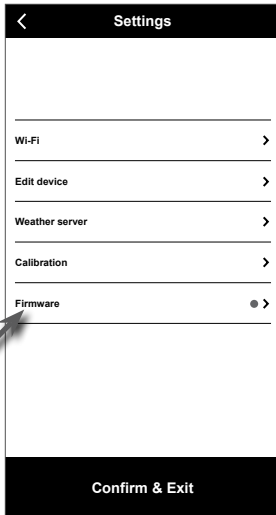 Settings
Wi-Fi
Edit device
Weather server
Calibration
Firmware
Confirm & Exit